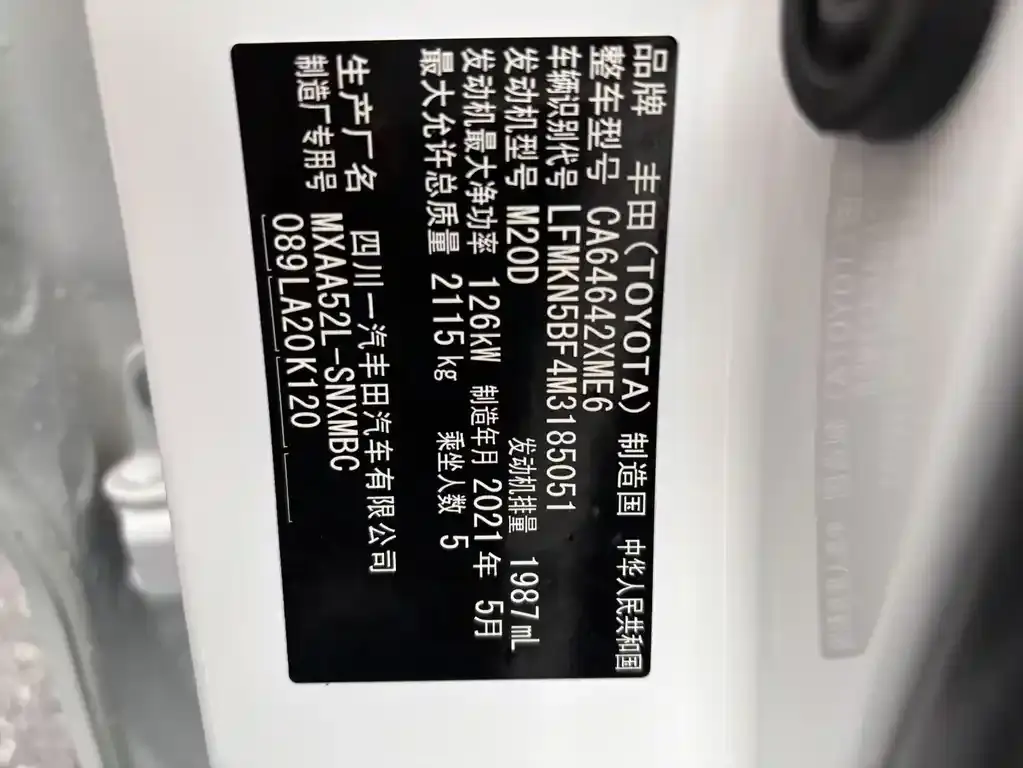 品牌 丰田(TOYOTA) 制造国 中华人民共和国
整车型号 CA64642XME6
车辆识别代号 LFMKN5BF4M3185051
发动机型号 M20D 发动机排量 1987mL
发动机最大净功率 126kW 制造年月 2021年 5月
最大允许总质量 2115kg 乘坐人数 5
生产厂名 四川一汽丰田汽车有限公司
制造厂专用号 MXAA52L-SNXMBC
089LA20K120